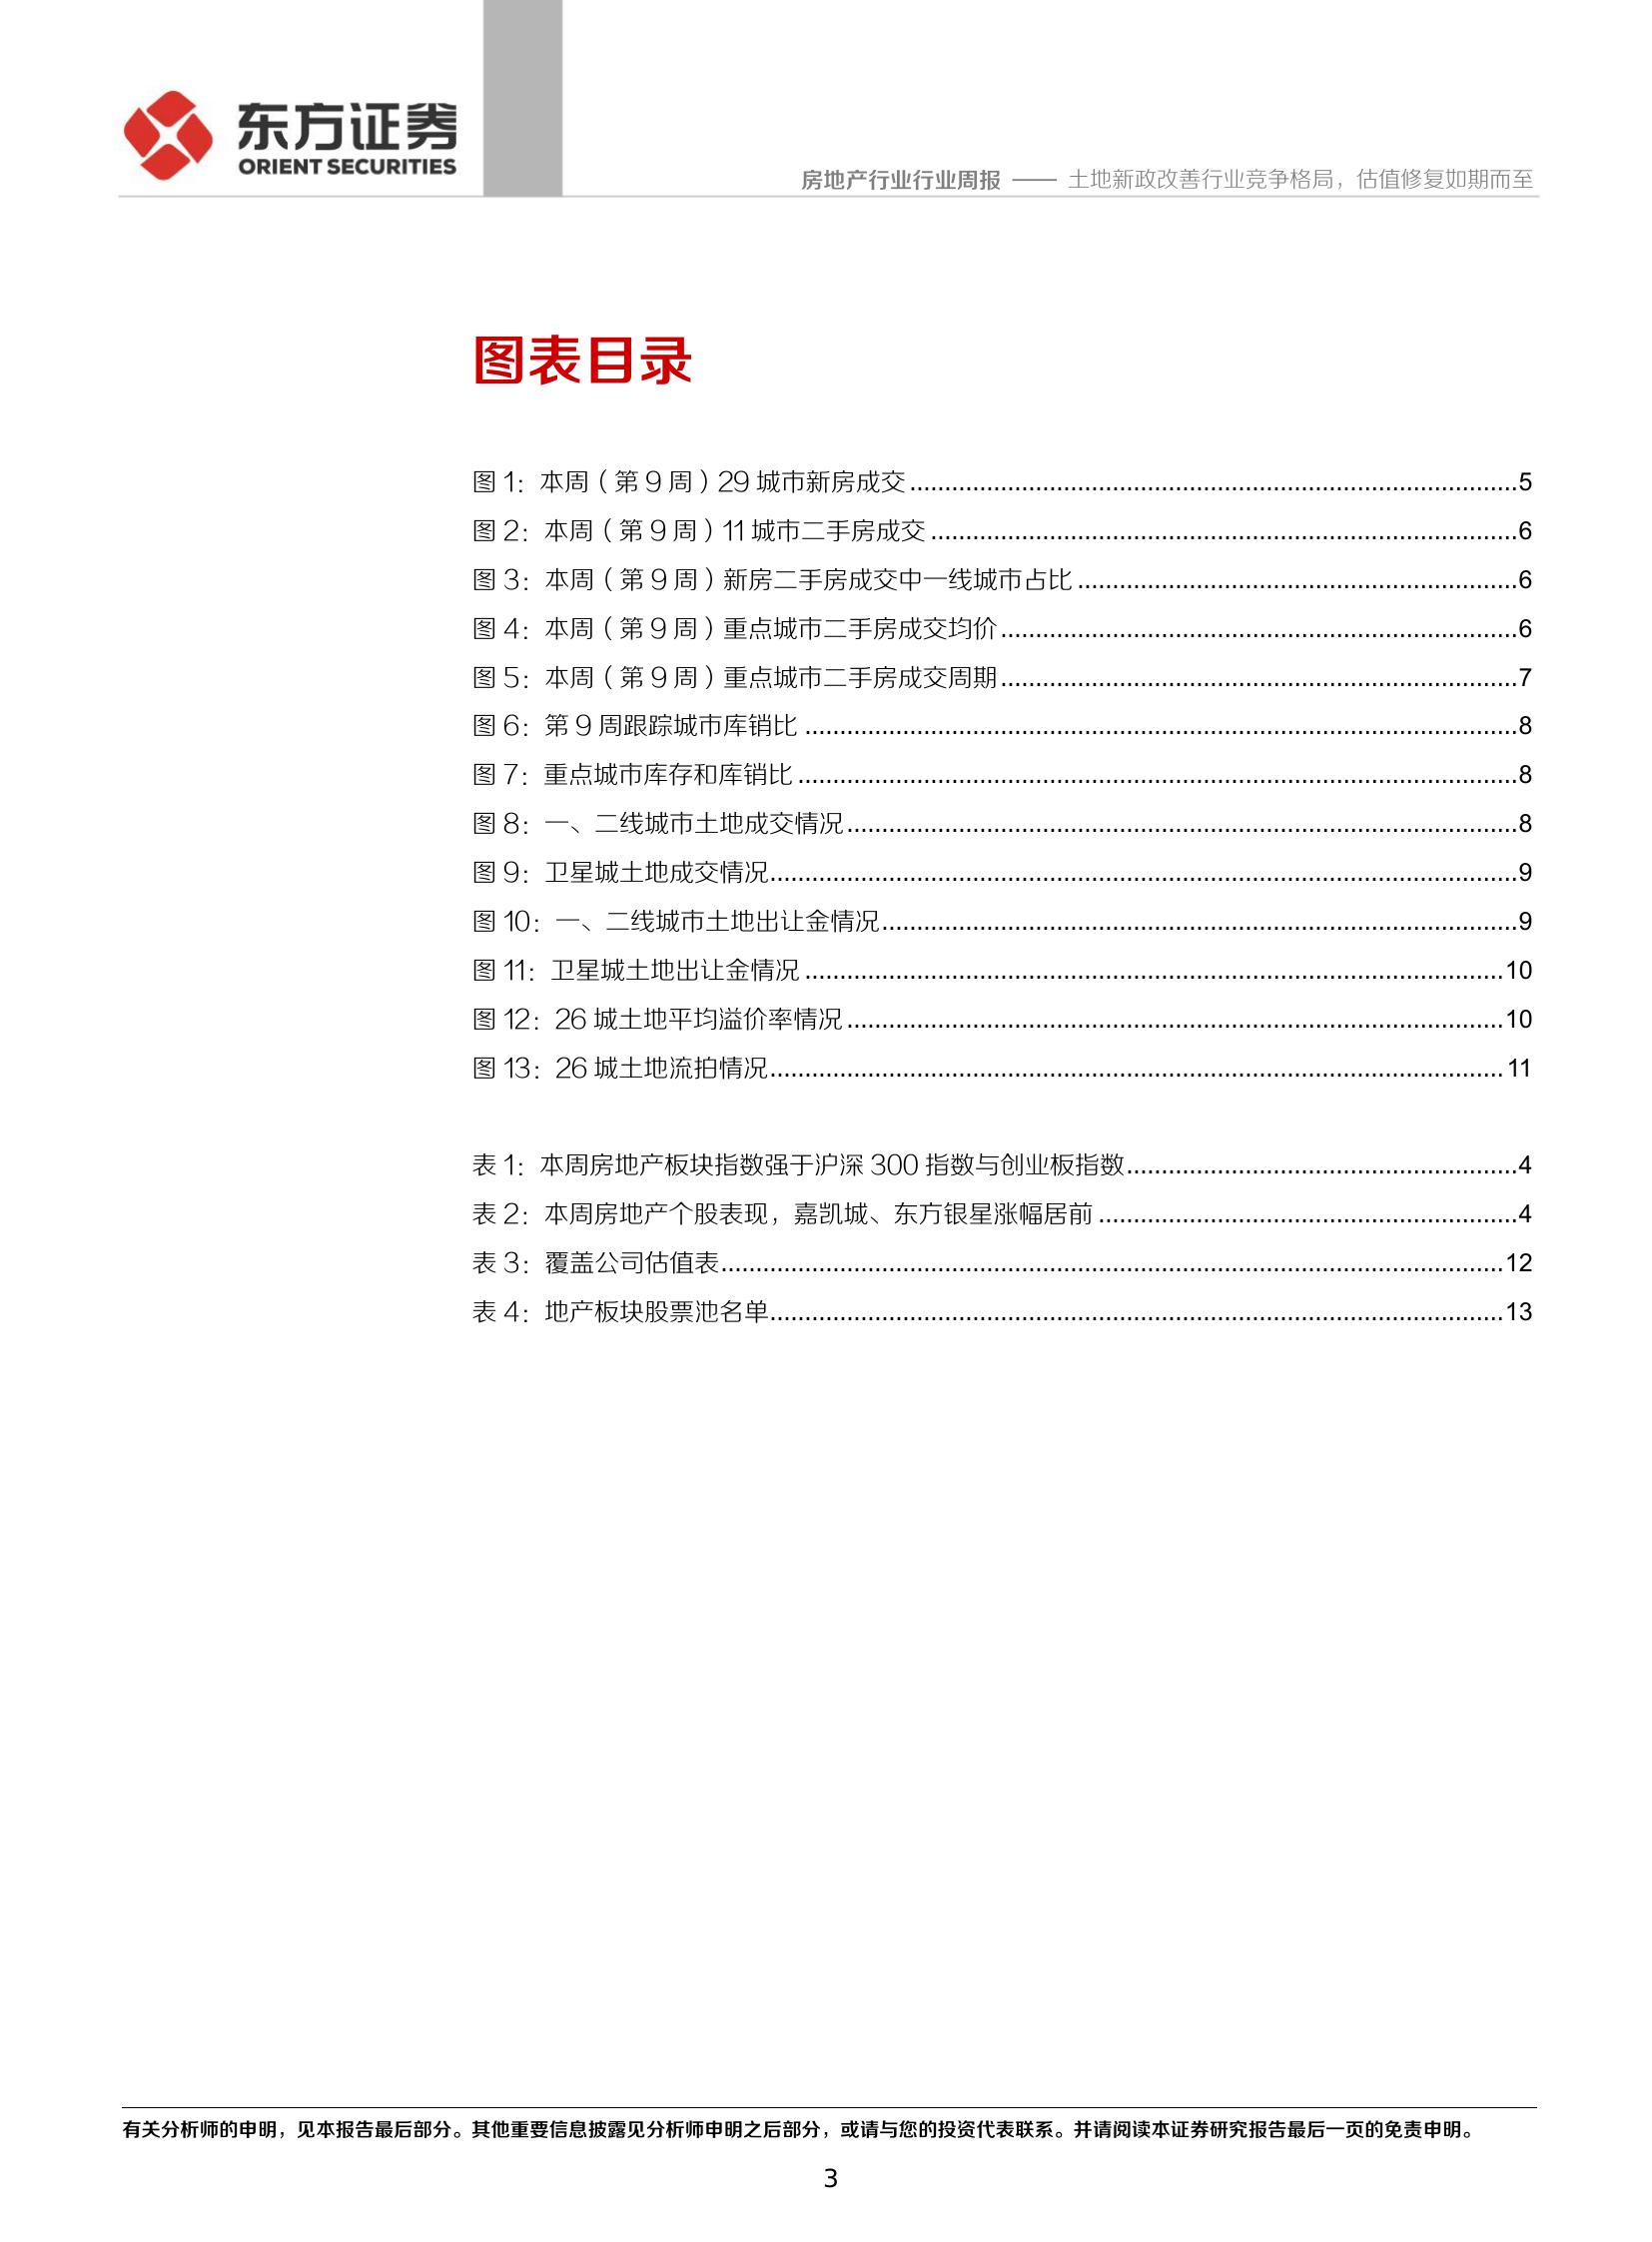 东方证券
ORIENT SECURITIES
房地产行业行业周报 —— 土地新政改善行业竞争格局，估值修复如期而至
图表目录
图 1：本周（第 9 周）29 城市新房成交........................................5
图 2：本周（第 9 周）11 城市二手房成交........................................6
图 3：本周（第 9 周）新房二手房成交中一线城市占比........................................6
图 4：本周（第 9 周）重点城市二手房成交均价........................................6
图 5：本周（第 9 周）重点城市二手房成交周期........................................7
图 6：第 9 周跟踪城市库销比........................................8
图 7：重点城市库存和库销比........................................8
图 8：一、二线城市土地成交情况........................................8
图 9：卫星城土地成交情况........................................9
图 10：一、二线城市土地出让金情况........................................9
图 11：卫星城土地出让金情况........................................10
图 12：26 城土地平均溢价率情况........................................10
图 13：26 城土地流拍情况........................................11
表 1：本周房地产板块指数强于沪深 300 指数与创业板指数........................................4
表 2：本周房地产个股表现，嘉凯城、东方银星涨幅居前........................................4
表 3：覆盖公司估值表........................................12
表 4：地产板块股票池名单........................................13
有关分析师的申明，见本报告最后部分。其他重要信息披露见分析师申明之后部分，或请与您的投资代表联系。并请阅读本证券研究报告最后一页的免责申明。
3